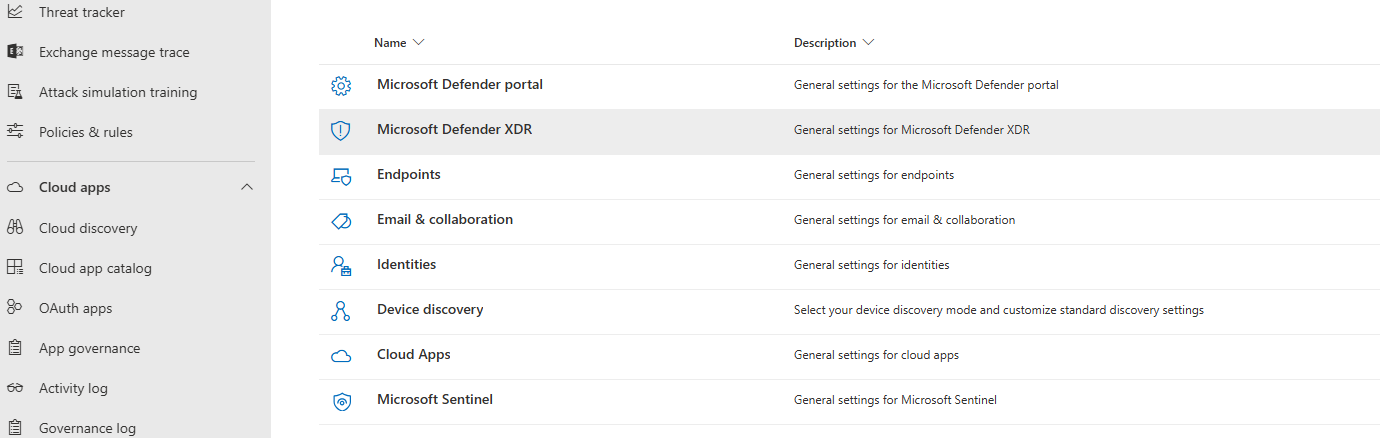 Threat tracker
Exchange message trace
Attack simulation training
Policies & rules
Cloud apps
Cloud discovery
Cloud app catalog
OAuth apps
App governance
Activity log
Governance log
Name Description
Microsoft Defender portal General settings for the Microsoft Defender portal
Microsoft Defender XDR General settings for Microsoft Defender XDR
Endpoints General settings for endpoints
Email & collaboration General settings for email & collaboration
Identities General settings for identities
Device discovery Select your device discovery mode and customize standard discovery settings
Cloud Apps General settings for cloud apps
Microsoft Sentinel General settings for Microsoft Sentinel